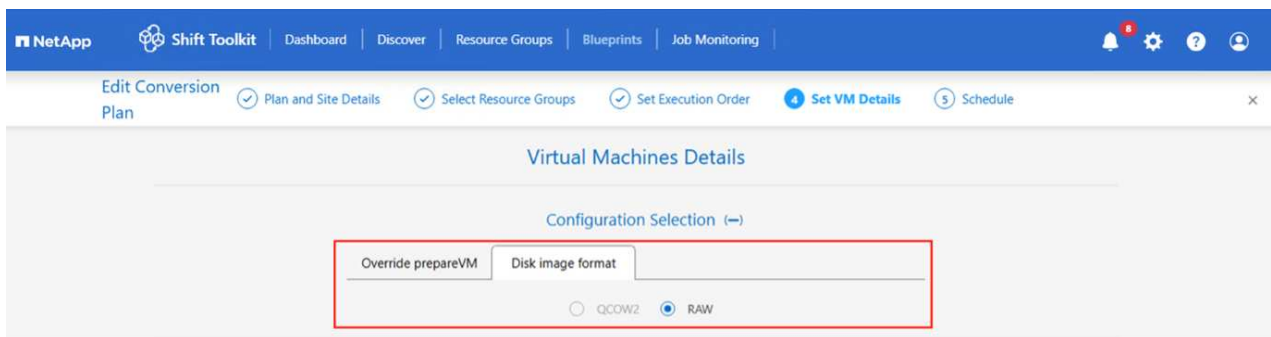 NetApp Shift Toolkit Dashboard Discover Resource Groups Blueprints Job Monitoring 8 ?
Edit Conversion Plan
Plan and Site Details Select Resource Groups Set Execution Order 4 Set VM Details 5 Schedule ×
Virtual Machines Details
Configuration Selection (−)
Override prepareVM Disk image format
QCOW2 RAW